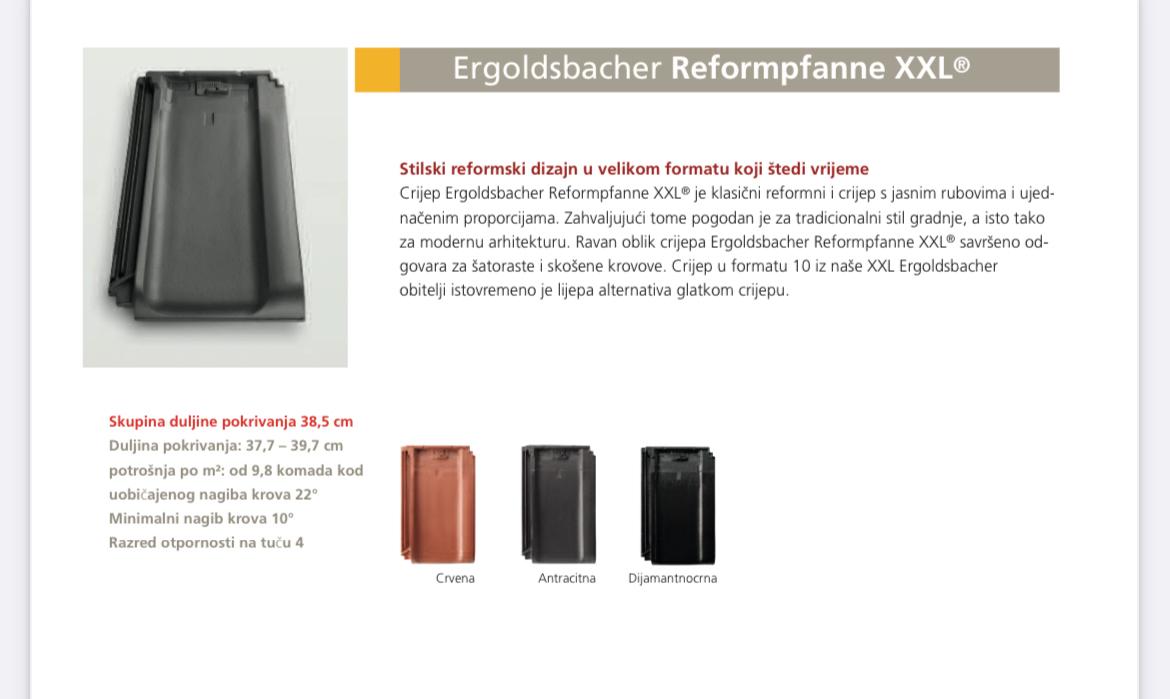 Ergoldsbacher Reformpfanne XXL®
Stilski reformski dizajn u velikom formatu koji štedi vrijeme
Crijep Ergoldsbacher Reformpfanne XXL® je klasični reformni i crijep s jasnim rubovima i ujed-
načenim proporcijama. Zahvaljujući tome pogodan je za tradicionalni stil gradnje, a isto tako
za modernu arhitekturu. Ravan oblik crijepa Ergoldsbacher Reformpfanne XXL® savršeno od-
govara za šatoraste i skošene krovove. Crijep u formatu 10 iz naše XXL Ergoldsbacher
obitelji istovremeno je lijepa alternativa glatkom crijepu.
Skupina duljine pokrivanja 38,5 cm
Duljina pokrivanja: 37,7 – 39,7 cm
potrošnja po m²: od 9,8 komada kod
uobičajenog nagiba krova 22°
Minimalni nagib krova 10°
Razred otpornosti na tuču 4
Crvena
Antracitna
Dijamantnocrna